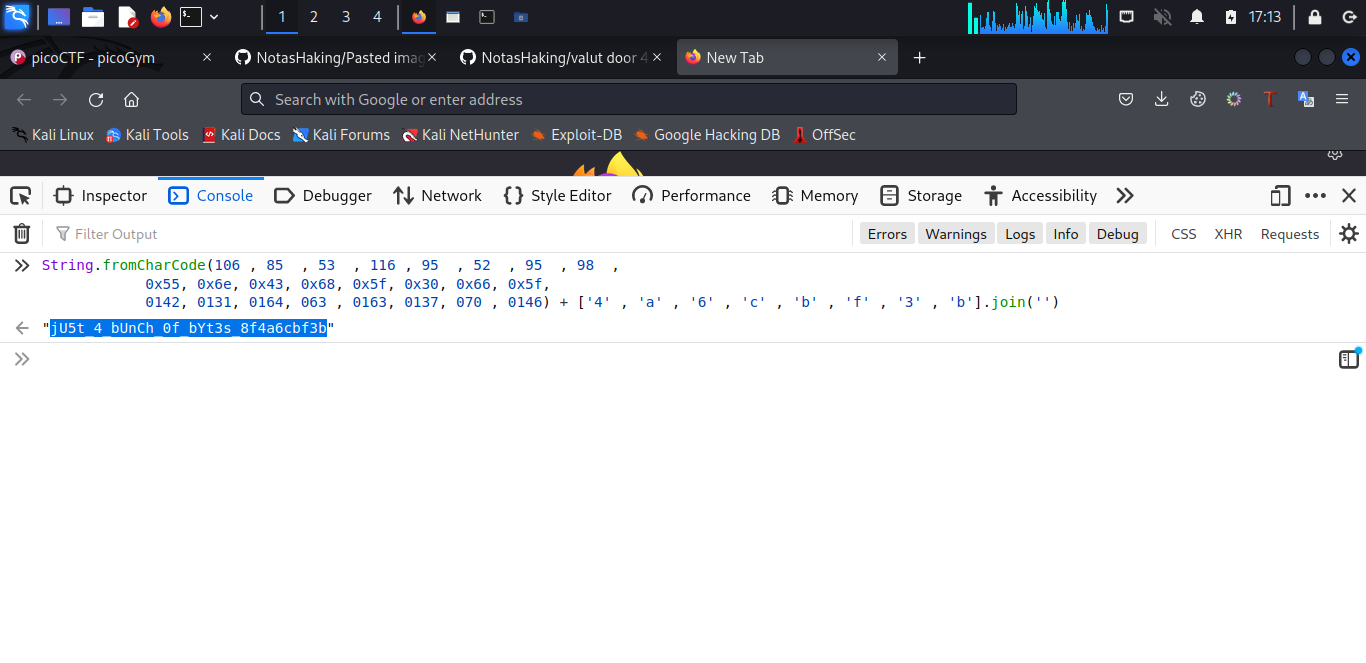 1 2 3 4 17:13
picoCTF - picoGym NotasHaking/Pasted imag NotasHaking/valut door 4 New Tab
Search with Google or enter address
Kali Linux Kali Tools Kali Docs Kali Forums Kali NetHunter Exploit-DB Google Hacking DB OffSec
Inspector Console Debugger Network Style Editor Performance Memory Storage Accessibility
Filter Output Errors Warnings Logs Info Debug CSS XHR Requests
String.fromCharCode(106 , 85 , 53 , 116 , 95 , 52 , 95 , 98 ,
0x55, 0x6e, 0x43, 0x68, 0x5f, 0x30, 0x66, 0x5f,
0142, 0131, 0164, 063 , 0163, 0137, 070 , 0146) + ['4' , 'a' , '6' , 'c' , 'b' , 'f' , '3' , 'b'].join('')
"jU5t_4_bUnCh_0f_bYt3s_8f4a6cbf3b"